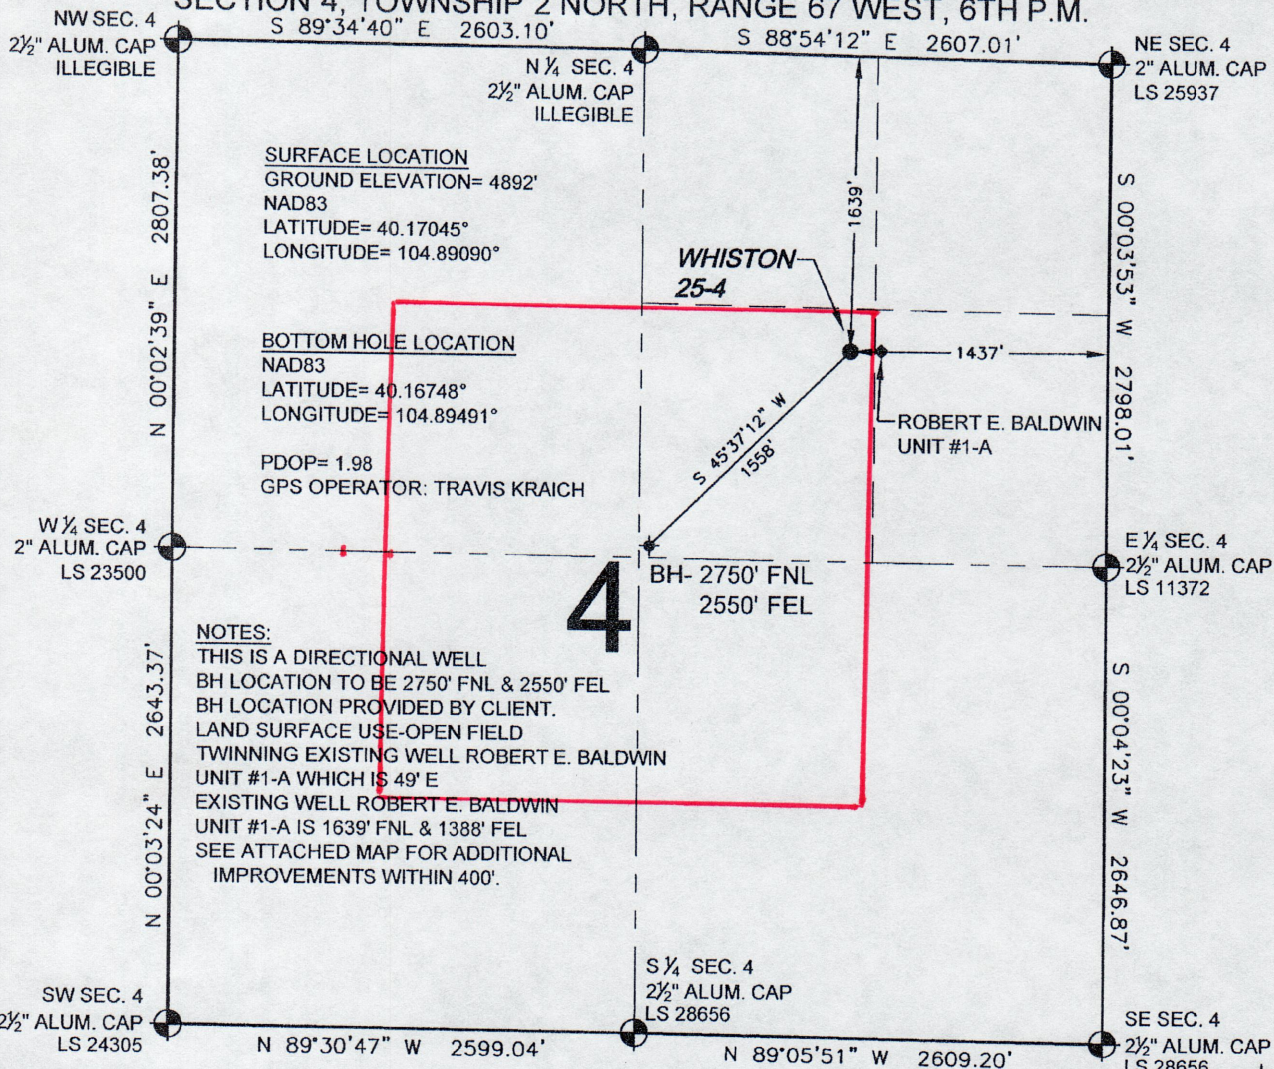 SECTION 4, TOWNSHIP 2 NORTH, RANGE 67 WEST, 6TH P.M.
NW SEC. 4
2½" ALUM. CAP
ILLEGIBLE
S 89°34'40" E 2603.10'
S 88°54'12" E 2607.01'
N ¼ SEC. 4
2½" ALUM. CAP
ILLEGIBLE
NE SEC. 4
2" ALUM. CAP
LS 25937
N 00°02'39" E 2807.38'
SURFACE LOCATION
GROUND ELEVATION= 4892'
NAD83
LATITUDE= 40.17045°
LONGITUDE= 104.89090°
1639'
WHISTON
25-4
S 00°03'53" W 2798.01'
BOTTOM HOLE LOCATION
NAD83
LATITUDE= 40.16748°
LONGITUDE= 104.89491°
1437'
S 45°37'12" W
1558'
ROBERT E. BALDWIN
UNIT #1-A
PDOP= 1.98
GPS OPERATOR: TRAVIS KRAICH
W ¼ SEC. 4
2" ALUM. CAP
LS 23500
E ¼ SEC. 4
2½" ALUM. CAP
LS 11372
4
BH- 2750' FNL
2550' FEL
N 00°03'24" E 2643.37'
NOTES:
THIS IS A DIRECTIONAL WELL
BH LOCATION TO BE 2750' FNL & 2550' FEL
BH LOCATION PROVIDED BY CLIENT.
LAND SURFACE USE-OPEN FIELD
TWINNING EXISTING WELL ROBERT E. BALDWIN
UNIT #1-A WHICH IS 49' E
EXISTING WELL ROBERT E. BALDWIN
UNIT #1-A IS 1639' FNL & 1388' FEL
SEE ATTACHED MAP FOR ADDITIONAL
IMPROVEMENTS WITHIN 400'.
S 00°04'23" W 2646.87'
SW SEC. 4
2½" ALUM. CAP
LS 24305
S ¼ SEC. 4
2½" ALUM. CAP
LS 28656
SE SEC. 4
2½" ALUM. CAP
LS 28656
N 89°30'47" W 2599.04'
N 89°05'51" W 2609.20'